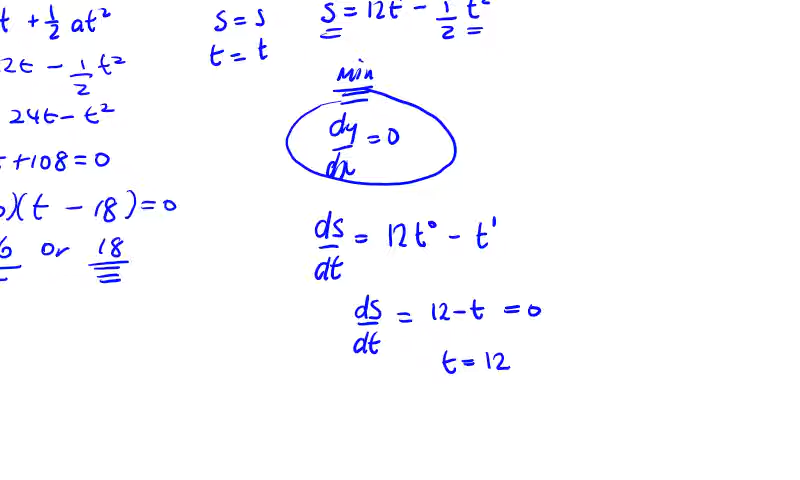 t + 1/2 at²
2t - 1/2 t²
24t - t²
+ 108 = 0
)(t - 18) = 0
6 or 18
s = s
t = t
s = 12t - 1/2 t²
min
dy/dx = 0
ds/dt = 12t⁰ - t¹
ds/dt = 12 - t = 0
t = 12